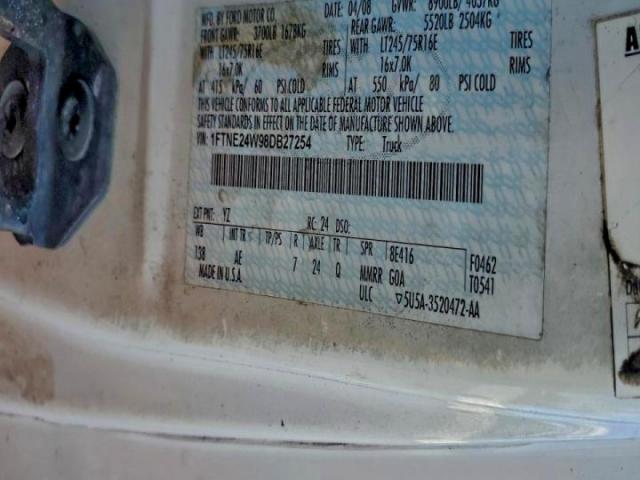 MFD. BY FORD MOTOR CO. 04/08 GVWR: 8900LB/ 4037KG
FRONT GAWR: 3700LB 1678KG REAR GAWR: 5520LB 2504KG
WITH LT245/75R16E TIRES WITH LT245/75R16E TIRES
16x7.0K RIMS 16x7.0K RIMS
AT 415 kPa/ 60 PSI COLD AT 550 kPa/ 80 PSI COLD
THIS VEHICLE CONFORMS TO ALL APPLICABLE FEDERAL MOTOR VEHICLE
SAFETY STANDARDS IN EFFECT ON THE DATE OF MANUFACTURE SHOWN ABOVE.
VIN: 1FTNE24W98DB27254 TYPE: Truck
EXT PNT: YZ RC: 24 DSO:
WB INT TR TP/PS R AXLE TR SPR 8E416 F0462
138 AE 7 24 Q MMRR GOA T0541
MADE IN U.S.A. ULC ▽5U5A-3520472-AA